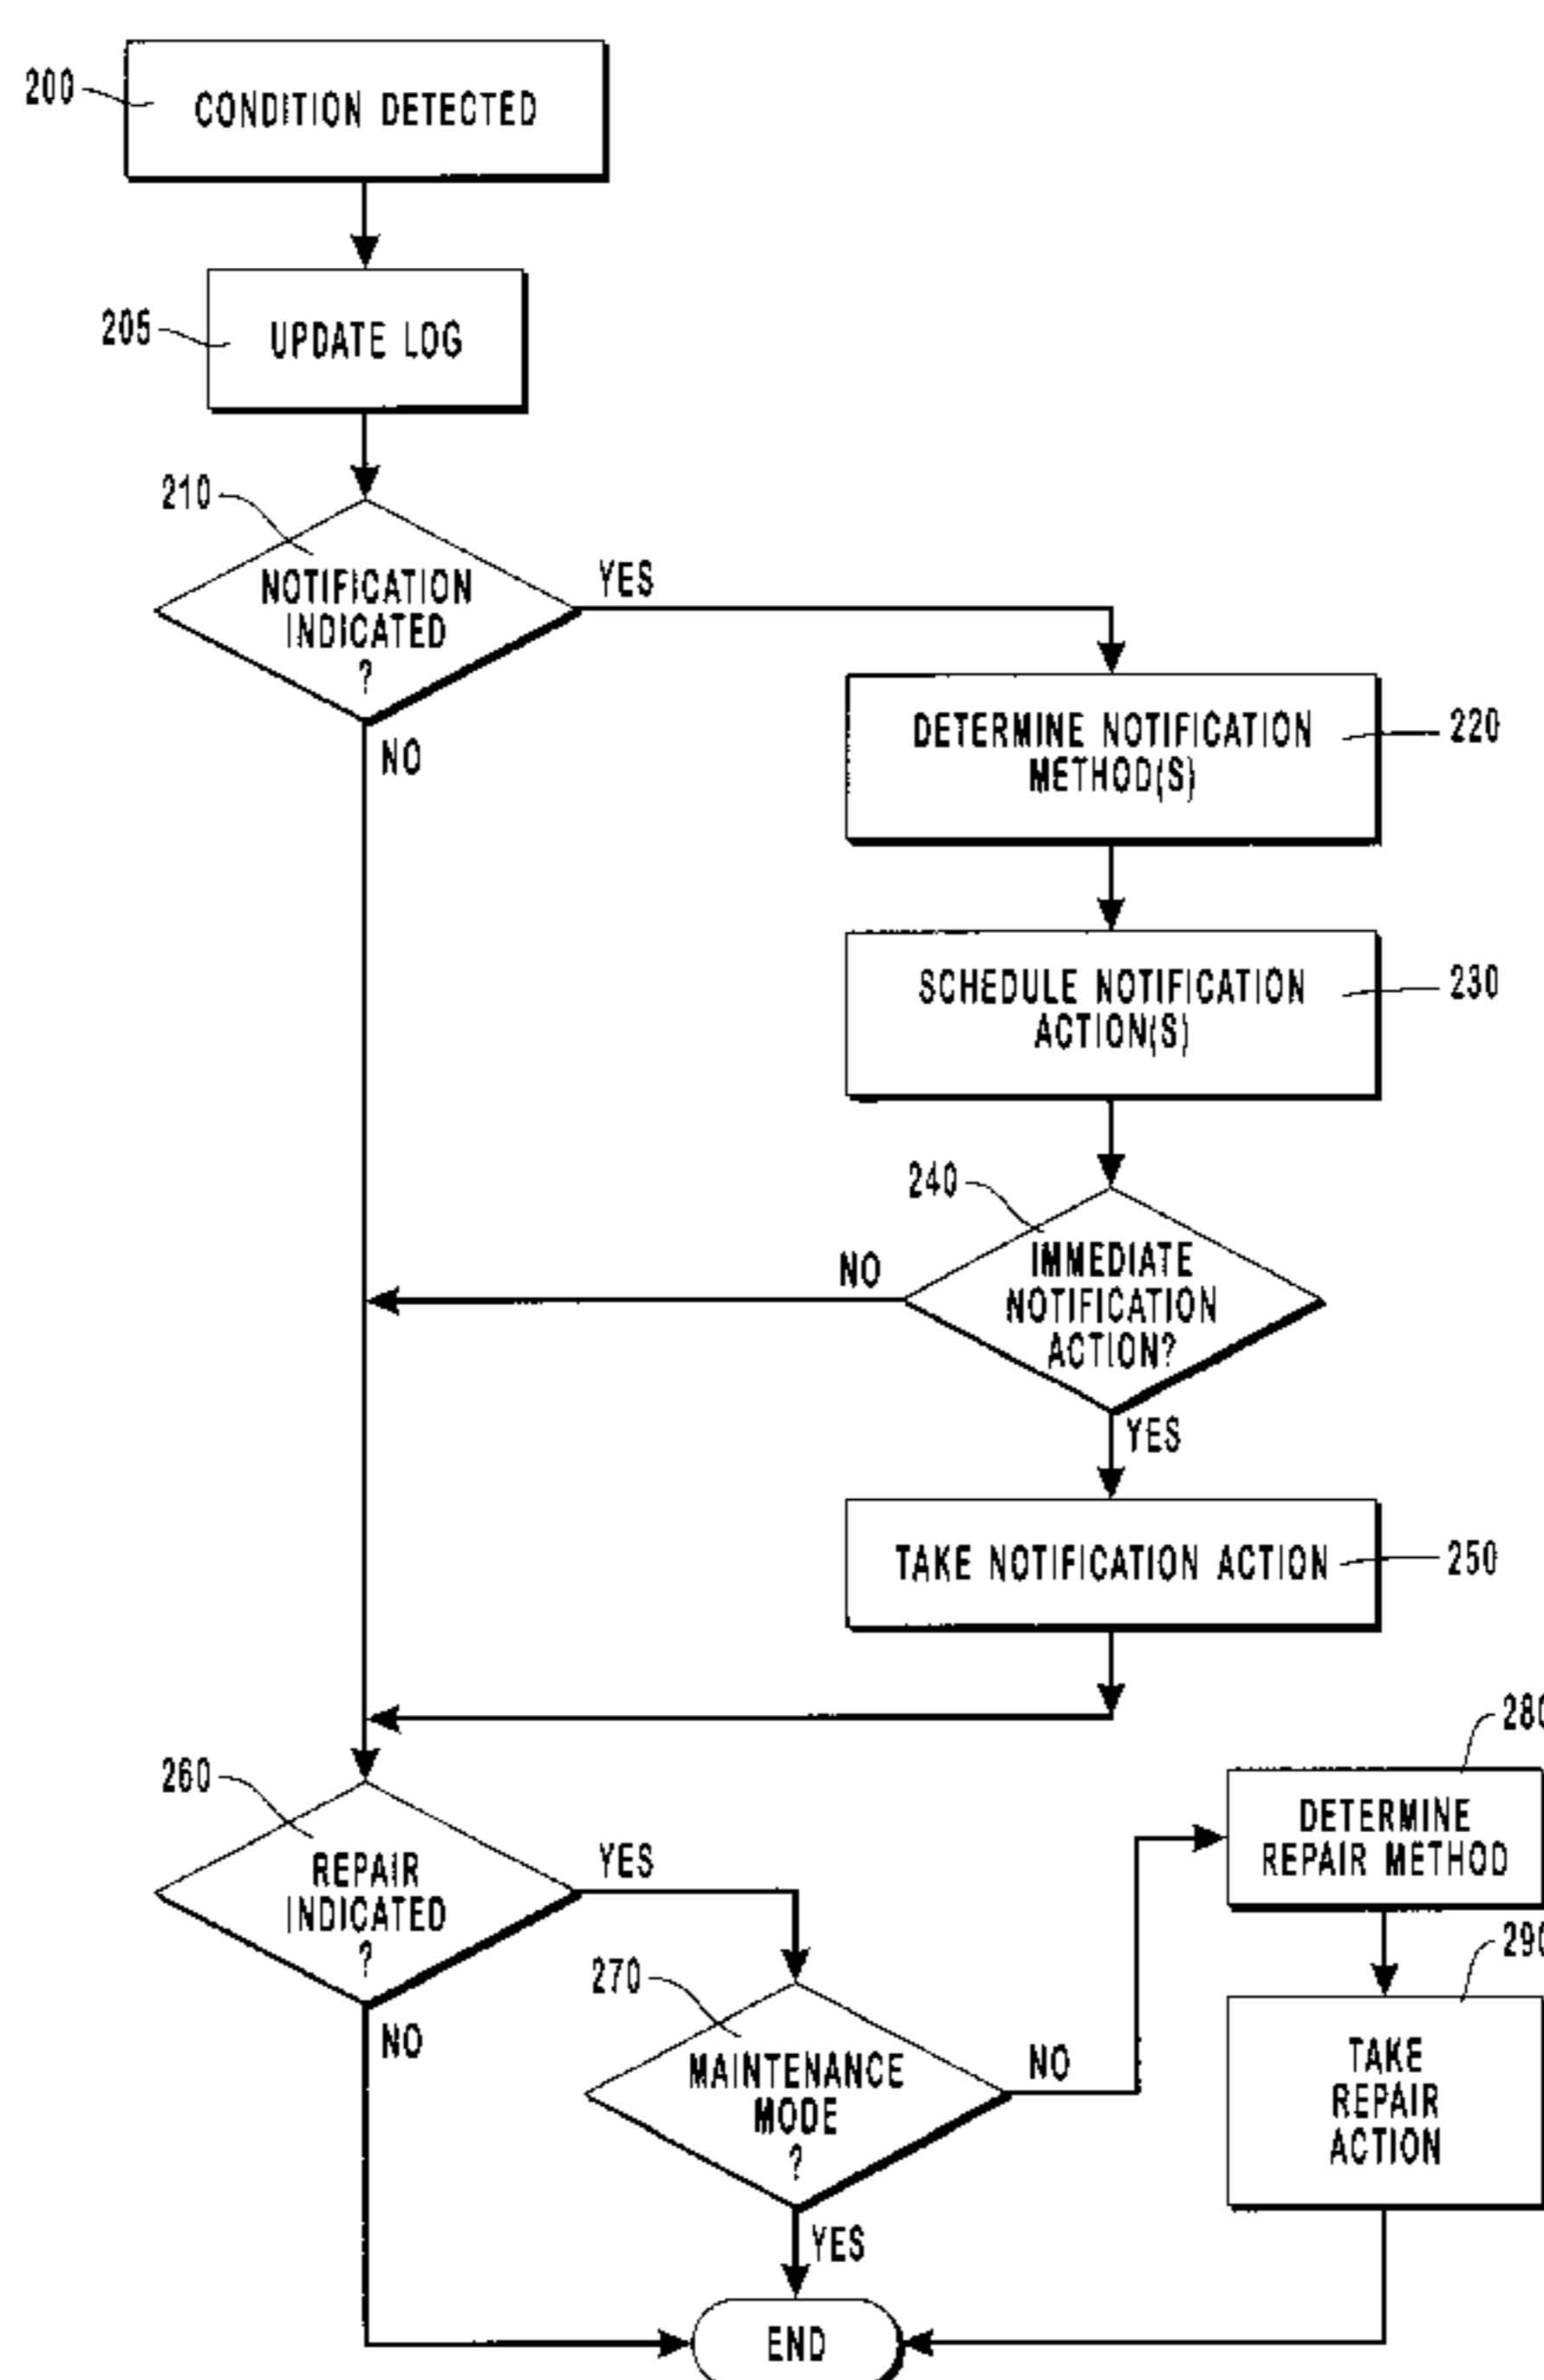 200
CONDITION DETECTED
205
UPDATE LOG
210
NOTIFICATION
INDICATED
?
YES
NO
DETERMINE NOTIFICATION
METHOD(S)
220
SCHEDULE NOTIFICATION
ACTION(S)
230
240
IMMEDIATE
NOTIFICATION
ACTION?
NO
YES
TAKE NOTIFICATION ACTION
250
260
REPAIR
INDICATED
?
YES
NO
270
MAINTENANCE
MODE
?
NO
YES
280
DETERMINE
REPAIR METHOD
290
TAKE
REPAIR
ACTION
END